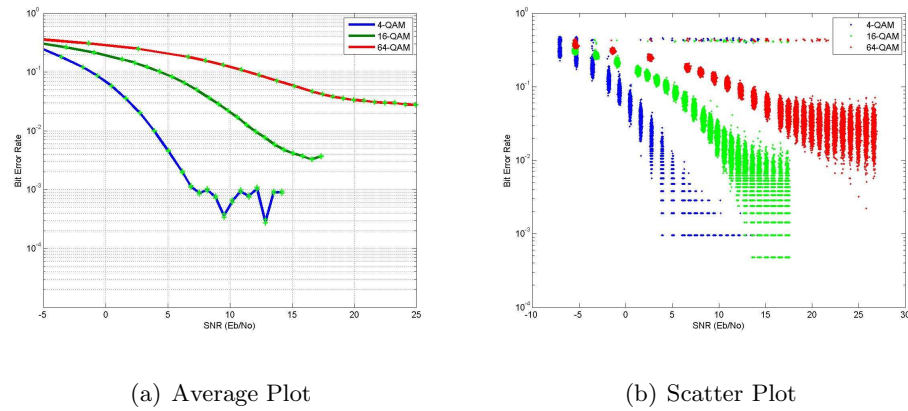 10^0
10^-1
10^-2
10^-3
10^-4
Bit Error Rate
-5 0 5 10 15 20 25
SNR (Eb/No)
4-QAM
16-QAM
64-QAM
(a) Average Plot
10^0
10^-1
10^-2
10^-3
10^-4
Bit Error Rate
-10 -5 0 5 10 15 20 25 30
SNR (Eb/No)
4-QAM
16-QAM
64-QAM
(b) Scatter Plot